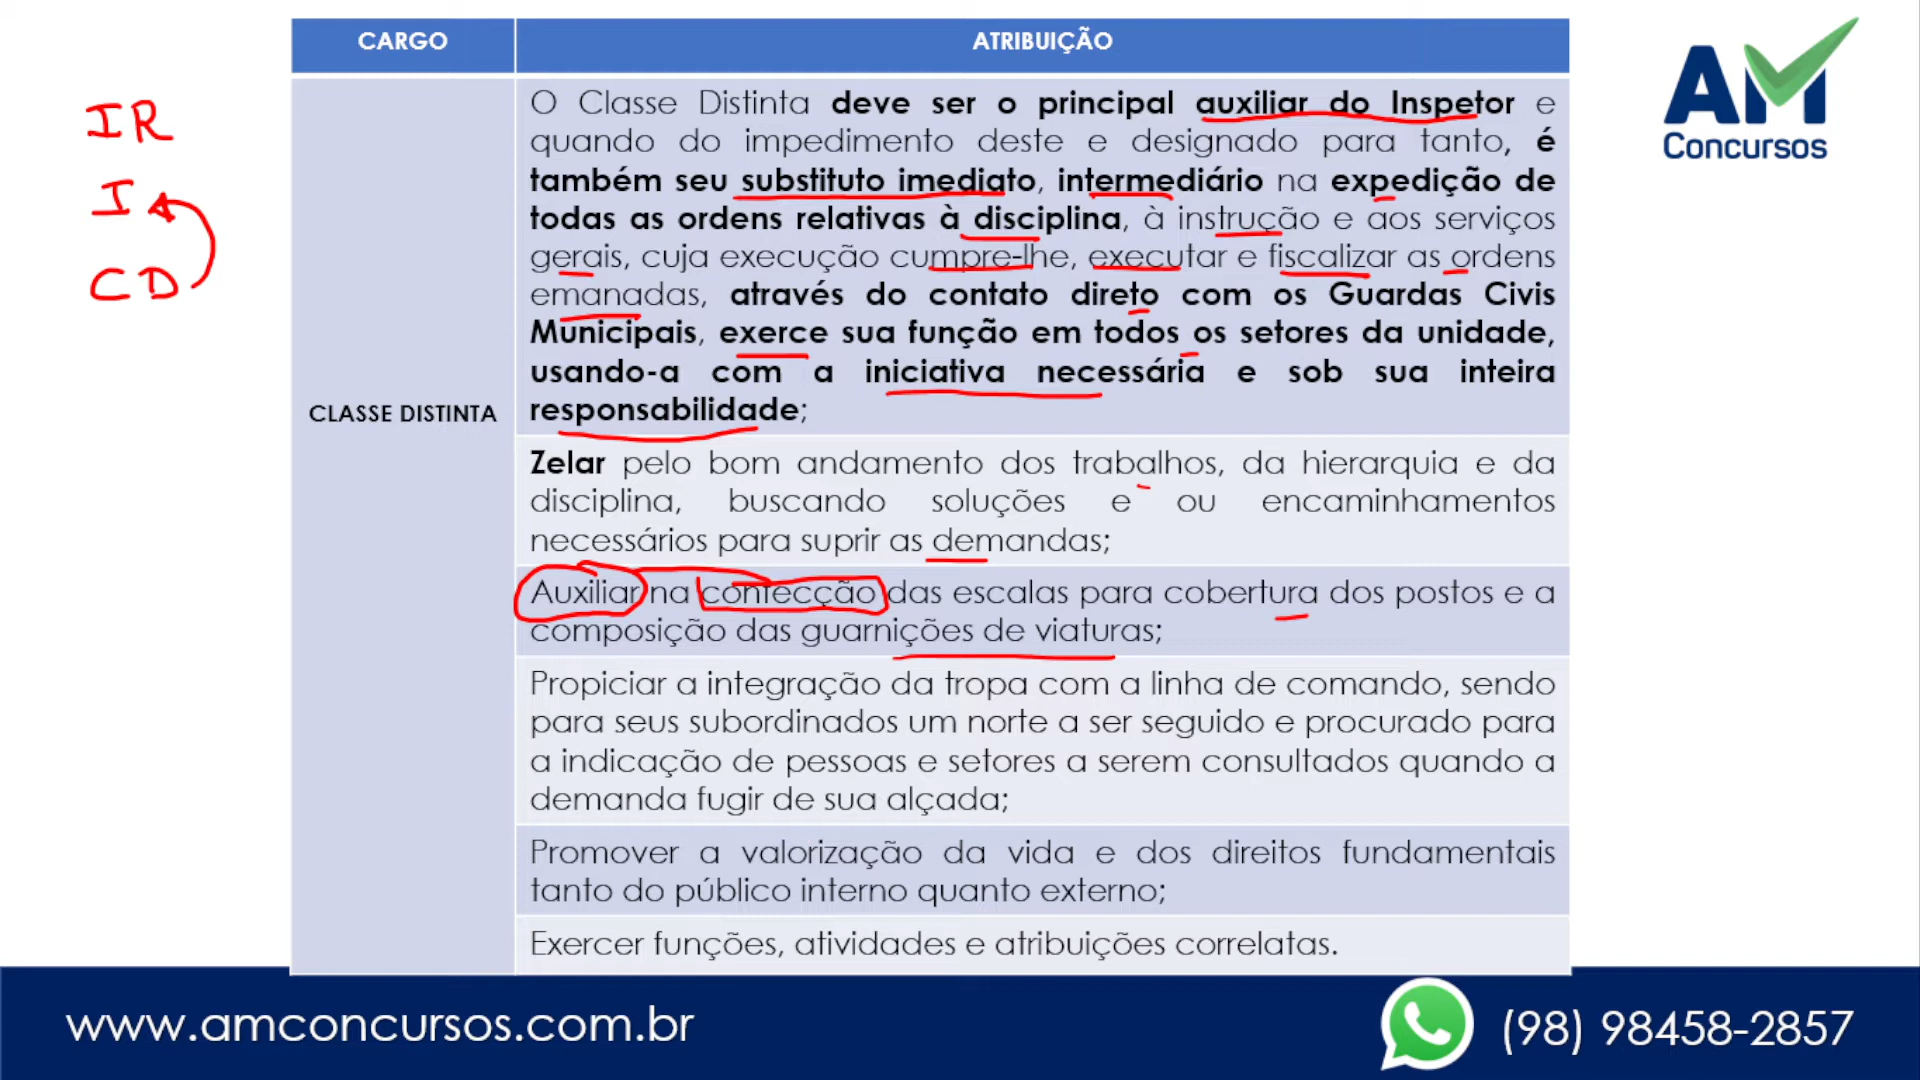 CARGO
ATRIBUIÇÃO
AM
Concursos
IR
I
CD
CLASSE DISTINTA
O Classe Distinta deve ser o principal auxiliar do Inspetor e
quando do impedimento deste e designado para tanto, é
também seu substituto imediato, intermediário na expedição de
todas as ordens relativas à disciplina, à instrução e aos serviços
gerais, cuja execução cumpre-lhe, executar e fiscalizar as ordens
emanadas, através do contato direto com os Guardas Civis
Municipais, exerce sua função em todos os setores da unidade,
usando-a com a iniciativa necessária e sob sua inteira
responsabilidade;
Zelar pelo bom andamento dos trabalhos, da hierarquia e da
disciplina, buscando soluções e ou encaminhamentos
necessários para suprir as demandas;
Auxiliar na confecção das escalas para cobertura dos postos e a
composição das guarnições de viaturas;
Propiciar a integração da tropa com a linha de comando, sendo
para seus subordinados um norte a ser seguido e procurado para
a indicação de pessoas e setores a serem consultados quando a
demanda fugir de sua alçada;
Promover a valorização da vida e dos direitos fundamentais
tanto do público interno quanto externo;
Exercer funções, atividades e atribuições correlatas.
www.amconcursos.com.br
(98) 98458-2857